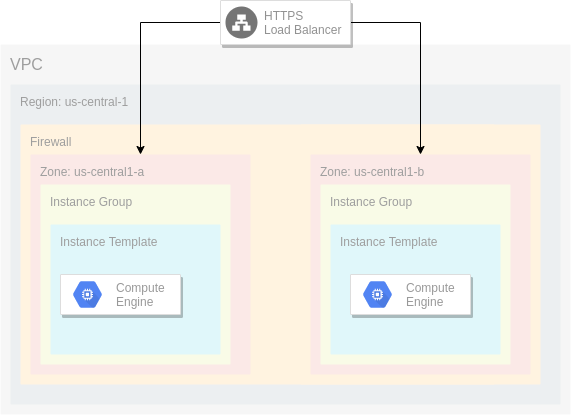 HTTPS
Load Balancer
VPC
Region: us-central-1
Firewall
Zone: us-central1-a
Instance Group
Instance Template
Compute
Engine
Zone: us-central1-b
Instance Group
Instance Template
Compute
Engine